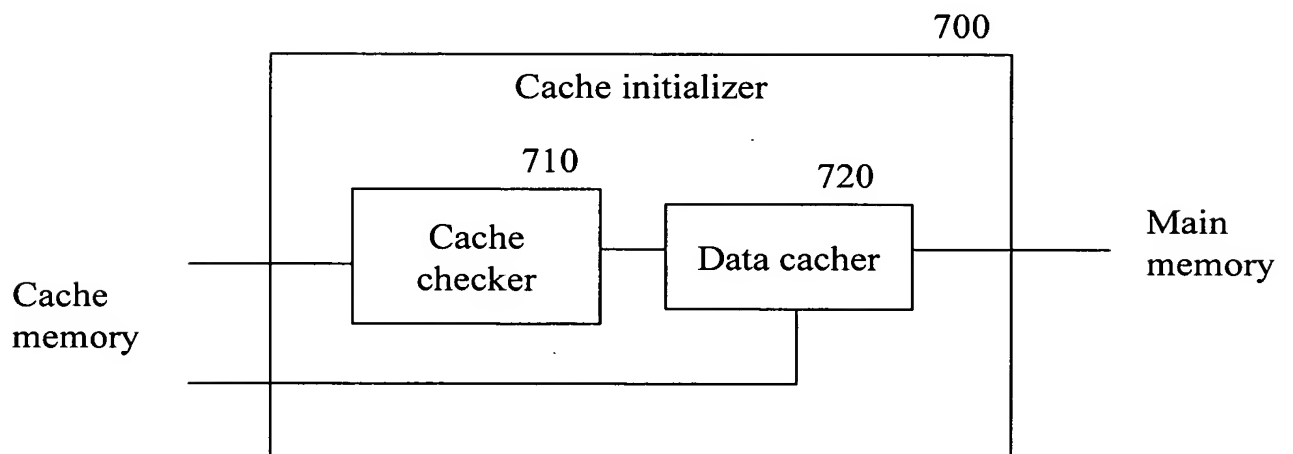 700
Cache initializer
710
720
Cache
checker
Data cacher
Main
memory
Cache
memory